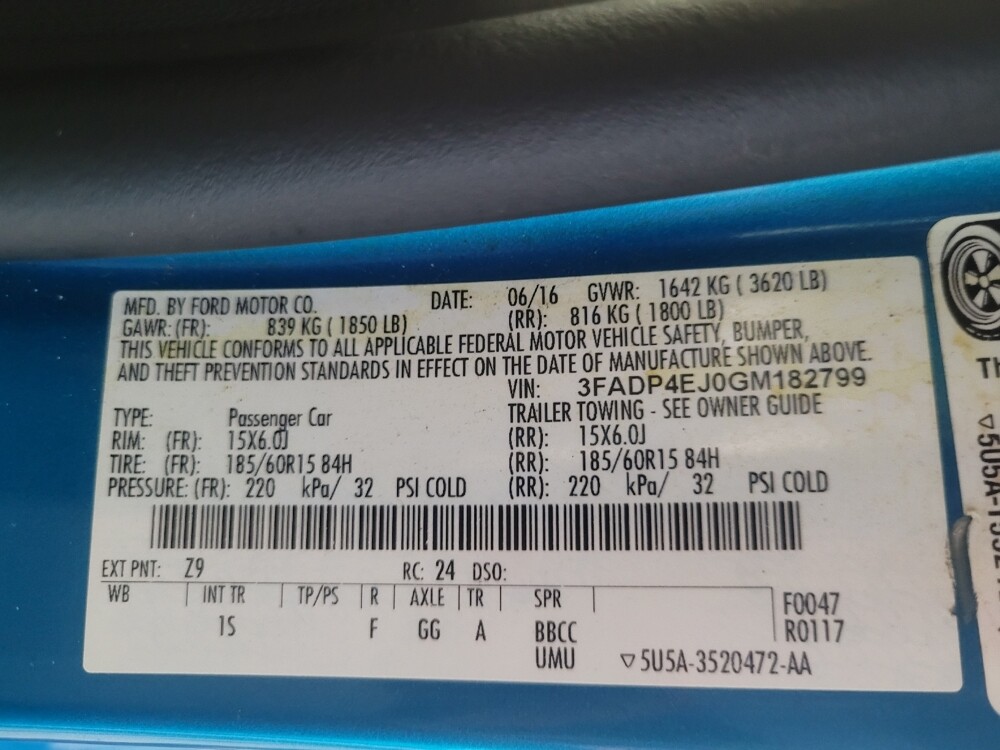 MFD. BY FORD MOTOR CO. DATE: 06/16 GVWR: 1642 KG ( 3620 LB)
GAWR: (FR): 839 KG ( 1850 LB) (RR): 816 KG ( 1800 LB)
THIS VEHICLE CONFORMS TO ALL APPLICABLE FEDERAL MOTOR VEHICLE SAFETY, BUMPER,
AND THEFT PREVENTION STANDARDS IN EFFECT ON THE DATE OF MANUFACTURE SHOWN ABOVE.
VIN: 3FADP4EJ0GM182799
TYPE: Passenger Car TRAILER TOWING - SEE OWNER GUIDE
RIM: (FR): 15X6.0J (RR): 15X6.0J
TIRE: (FR): 185/60R15 84H (RR): 185/60R15 84H
PRESSURE: (FR): 220 kPa/ 32 PSI COLD (RR): 220 kPa/ 32 PSI COLD
EXT PNT: Z9 RC: 24 DSO:
WB INT TR TP/PS R AXLE TR SPR F0047
1S F GG A BBCC R0117
UMU ▽5U5A-3520472-AA